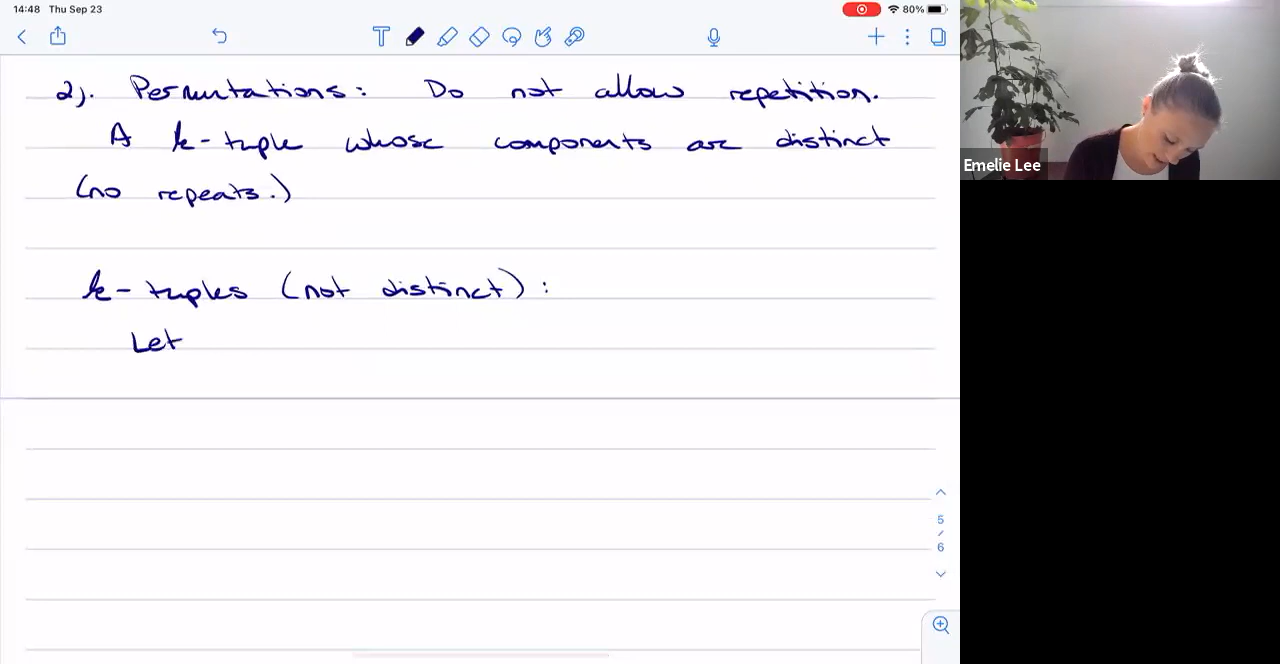 14:48 Thu Sep 23
80%
2). Permutations: Do not allow repetition.
A k-tuple whose components are distinct
(no repeats.)
k-tuples (not distinct):
Let
5
/
6
Emelie Lee